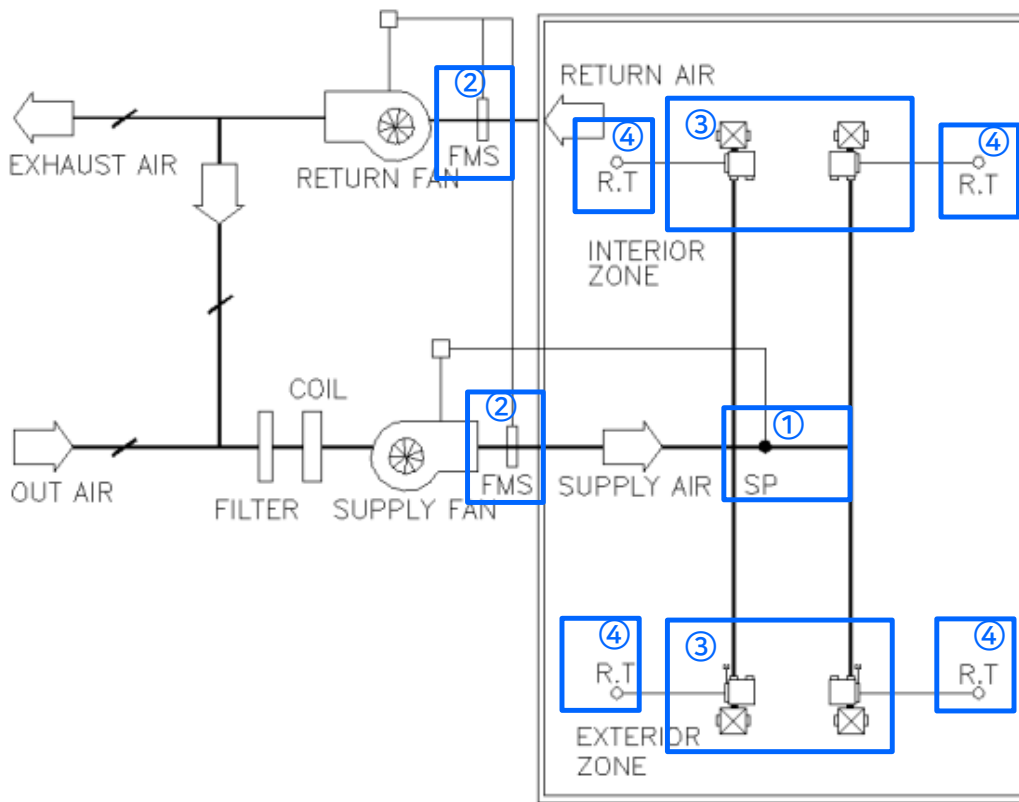 ②
RETURN AIR
③
④
④
EXHAUST AIR
RETURN FAN
FMS
R.T
R.T
INTERIOR
ZONE
COIL
②
①
OUT AIR
FILTER
SUPPLY FAN
FMS
SUPPLY AIR
SP
④
③
④
R.T
R.T
EXTERIOR
ZONE